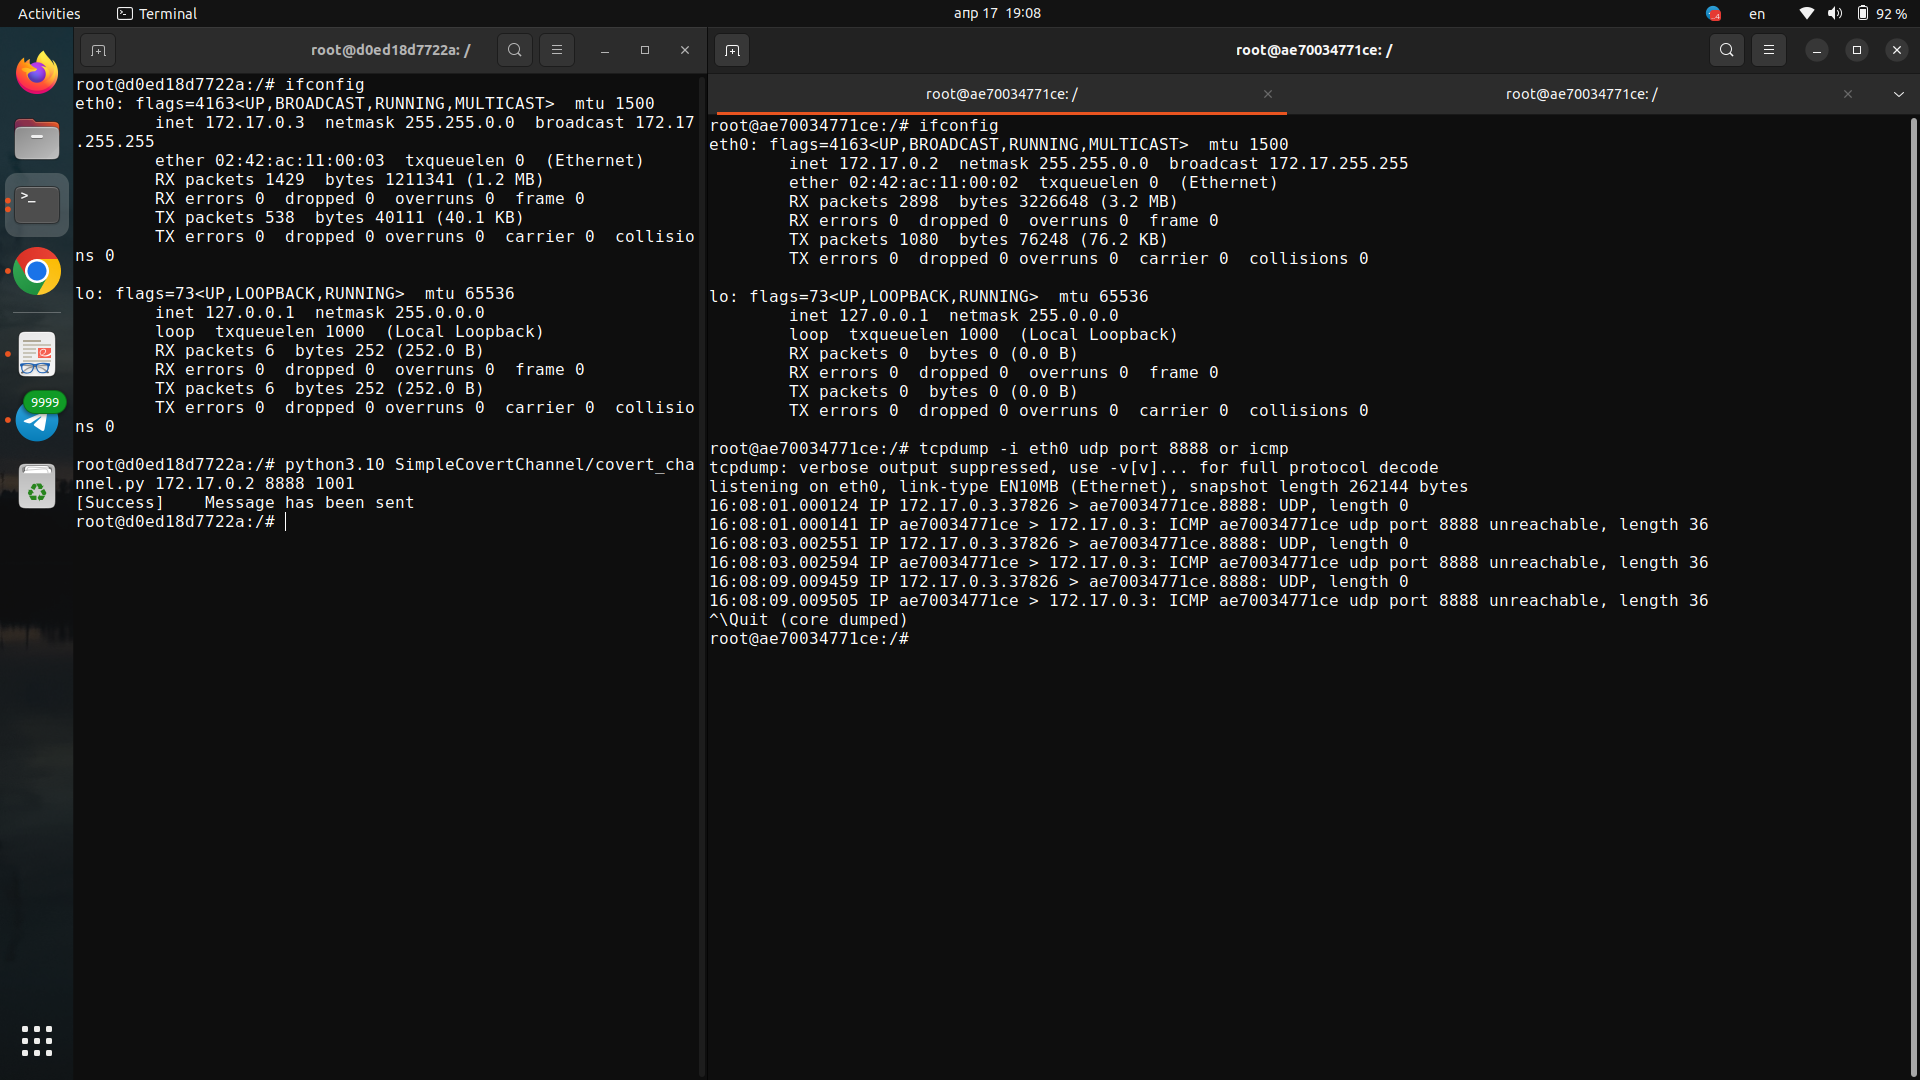 Activities
Terminal
апр 17 19:08
en
92 %
root@d0ed18d7722a: /
root@d0ed18d7722a:/# ifconfig
eth0: flags=4163<UP,BROADCAST,RUNNING,MULTICAST>  mtu 1500
        inet 172.17.0.3  netmask 255.255.0.0  broadcast 172.17
.255.255
        ether 02:42:ac:11:00:03  txqueuelen 0  (Ethernet)
        RX packets 1429  bytes 1211341 (1.2 MB)
        RX errors 0  dropped 0  overruns 0  frame 0
        TX packets 538  bytes 40111 (40.1 KB)
        TX errors 0  dropped 0 overruns 0  carrier 0  collisio
ns 0
lo: flags=73<UP,LOOPBACK,RUNNING>  mtu 65536
        inet 127.0.0.1  netmask 255.0.0.0
        loop  txqueuelen 1000  (Local Loopback)
        RX packets 6  bytes 252 (252.0 B)
        RX errors 0  dropped 0  overruns 0  frame 0
        TX packets 6  bytes 252 (252.0 B)
        TX errors 0  dropped 0 overruns 0  carrier 0  collisio
ns 0
root@d0ed18d7722a:/# python3.10 SimpleCovertChannel/covert_cha
nnel.py 172.17.0.2 8888 1001
[Success]    Message has been sent
root@d0ed18d7722a:/#
root@ae70034771ce: /
root@ae70034771ce: /
root@ae70034771ce: /
root@ae70034771ce:/# ifconfig
eth0: flags=4163<UP,BROADCAST,RUNNING,MULTICAST>  mtu 1500
        inet 172.17.0.2  netmask 255.255.0.0  broadcast 172.17.255.255
        ether 02:42:ac:11:00:02  txqueuelen 0  (Ethernet)
        RX packets 2898  bytes 3226648 (3.2 MB)
        RX errors 0  dropped 0  overruns 0  frame 0
        TX packets 1080  bytes 76248 (76.2 KB)
        TX errors 0  dropped 0 overruns 0  carrier 0  collisions 0
lo: flags=73<UP,LOOPBACK,RUNNING>  mtu 65536
        inet 127.0.0.1  netmask 255.0.0.0
        loop  txqueuelen 1000  (Local Loopback)
        RX packets 0  bytes 0 (0.0 B)
        RX errors 0  dropped 0  overruns 0  frame 0
        TX packets 0  bytes 0 (0.0 B)
        TX errors 0  dropped 0 overruns 0  carrier 0  collisions 0
root@ae70034771ce:/# tcpdump -i eth0 udp port 8888 or icmp
tcpdump: verbose output suppressed, use -v[v]... for full protocol decode
listening on eth0, link-type EN10MB (Ethernet), snapshot length 262144 bytes
16:08:01.000124 IP 172.17.0.3.37826 > ae70034771ce.8888: UDP, length 0
16:08:01.000141 IP ae70034771ce > 172.17.0.3: ICMP ae70034771ce udp port 8888 unreachable, length 36
16:08:03.002551 IP 172.17.0.3.37826 > ae70034771ce.8888: UDP, length 0
16:08:03.002594 IP ae70034771ce > 172.17.0.3: ICMP ae70034771ce udp port 8888 unreachable, length 36
16:08:09.009459 IP 172.17.0.3.37826 > ae70034771ce.8888: UDP, length 0
16:08:09.009505 IP ae70034771ce > 172.17.0.3: ICMP ae70034771ce udp port 8888 unreachable, length 36
^\Quit (core dumped)
root@ae70034771ce:/#
9999